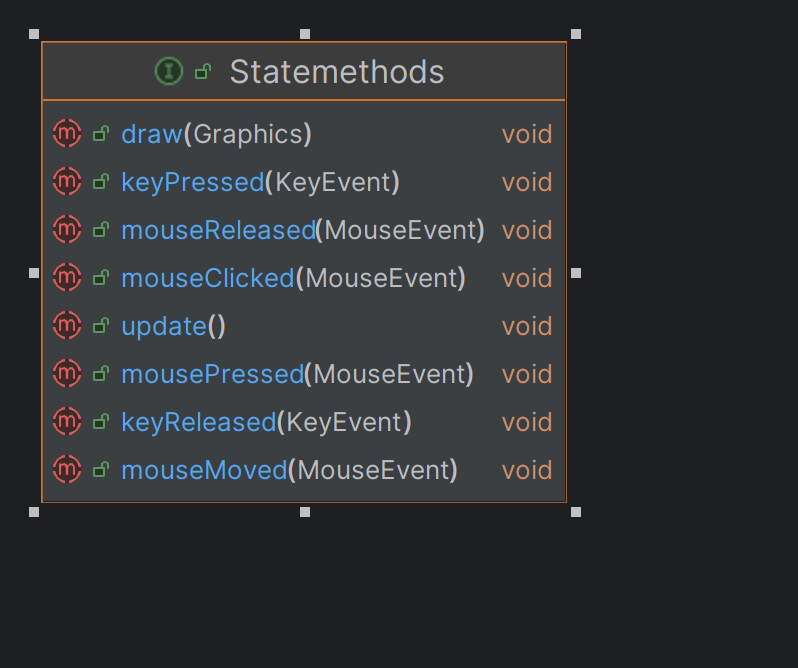 Statemethods
draw(Graphics) void
keyPressed(KeyEvent) void
mouseReleased(MouseEvent) void
mouseClicked(MouseEvent) void
update() void
mousePressed(MouseEvent) void
keyReleased(KeyEvent) void
mouseMoved(MouseEvent) void